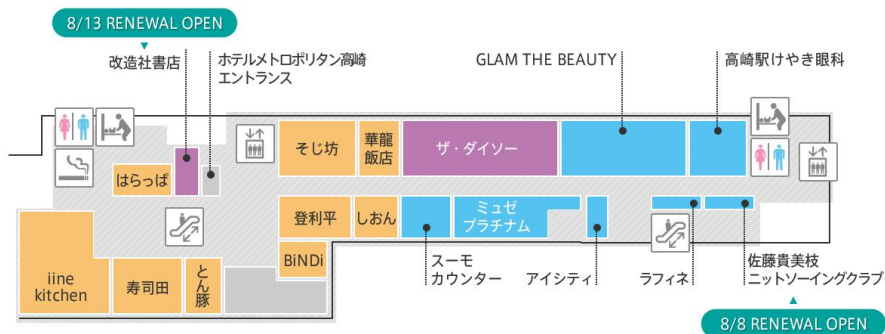 8/13 RENEWAL OPEN
改造社書店
ホテルメトロポリタン高崎
エントランス
GLAM THE BEAUTY
高崎駅けやき眼科
そじ坊
華龍
飯店
ザ・ダイソー
はらっぱ
登利平
しおん
ミュゼ
プラチナム
BiNDi
iine
kitchen
寿司田
とん豚
スーモ
カウンター
アイシティ
ラフィネ
佐藤貴美枝
ニットソーイングクラブ
8/8 RENEWAL OPEN